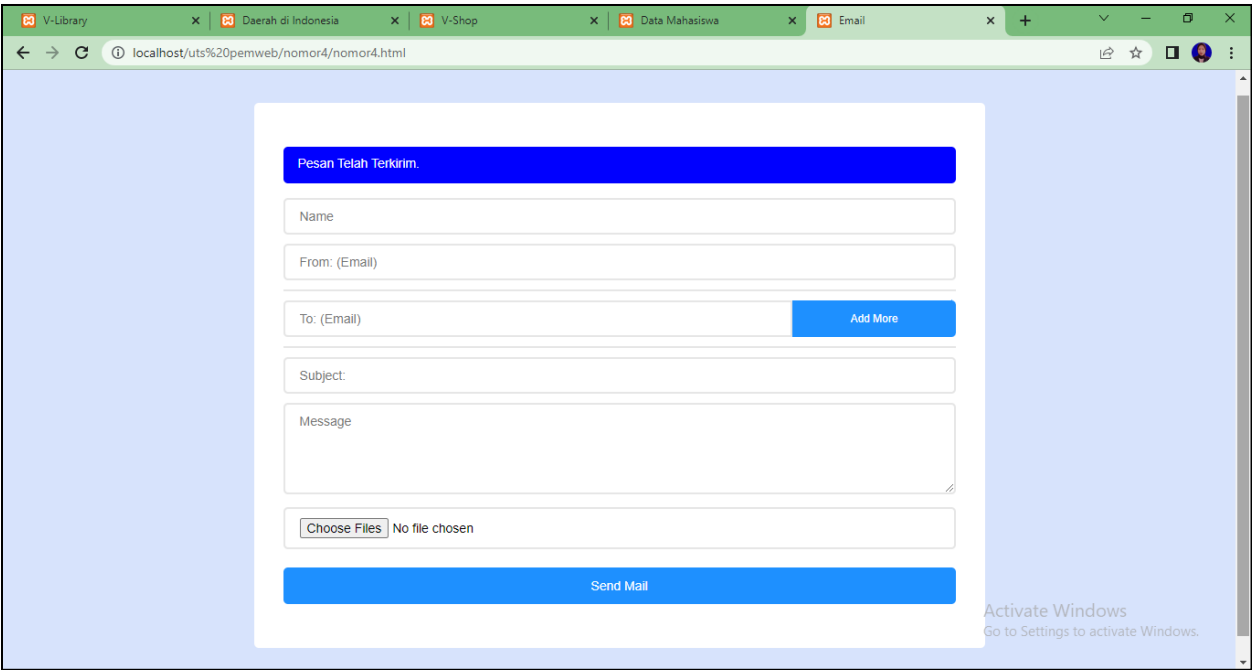 V-Library
Daerah di Indonesia
V-Shop
Data Mahasiswa
Email
localhost/uts%20pemweb/nomor4/nomor4.html
Pesan Telah Terkirim.
Name
From: (Email)
To: (Email)
Add More
Subject:
Message
Choose Files No file chosen
Send Mail
Activate Windows
Go to Settings to activate Windows.